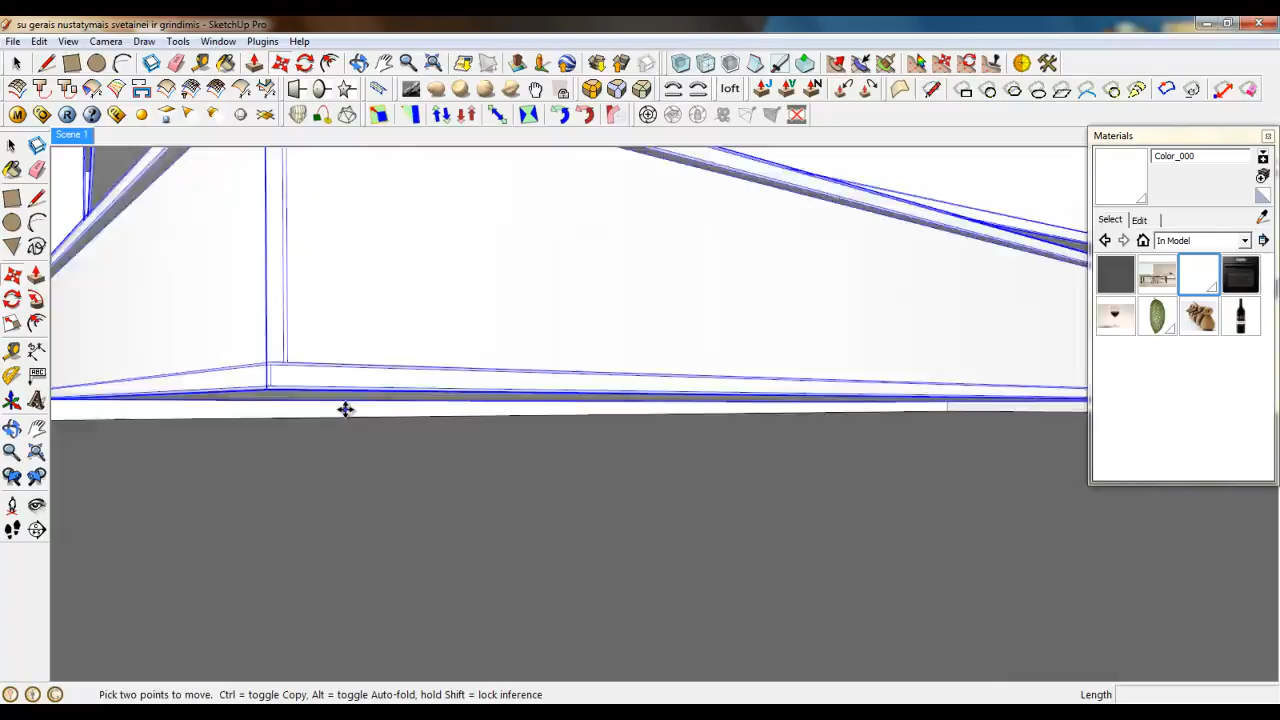 su gerais nustatymais svetainei ir grindimis - SketchUp Pro
File Edit View Camera Draw Tools Window Plugins Help
loft
M R ?
Scene 1
Materials
Color_000
Select Edit
In Model
ABC
Pick two points to move. Ctrl = toggle Copy, Alt = toggle Auto-fold, hold Shift = lock inference
Length